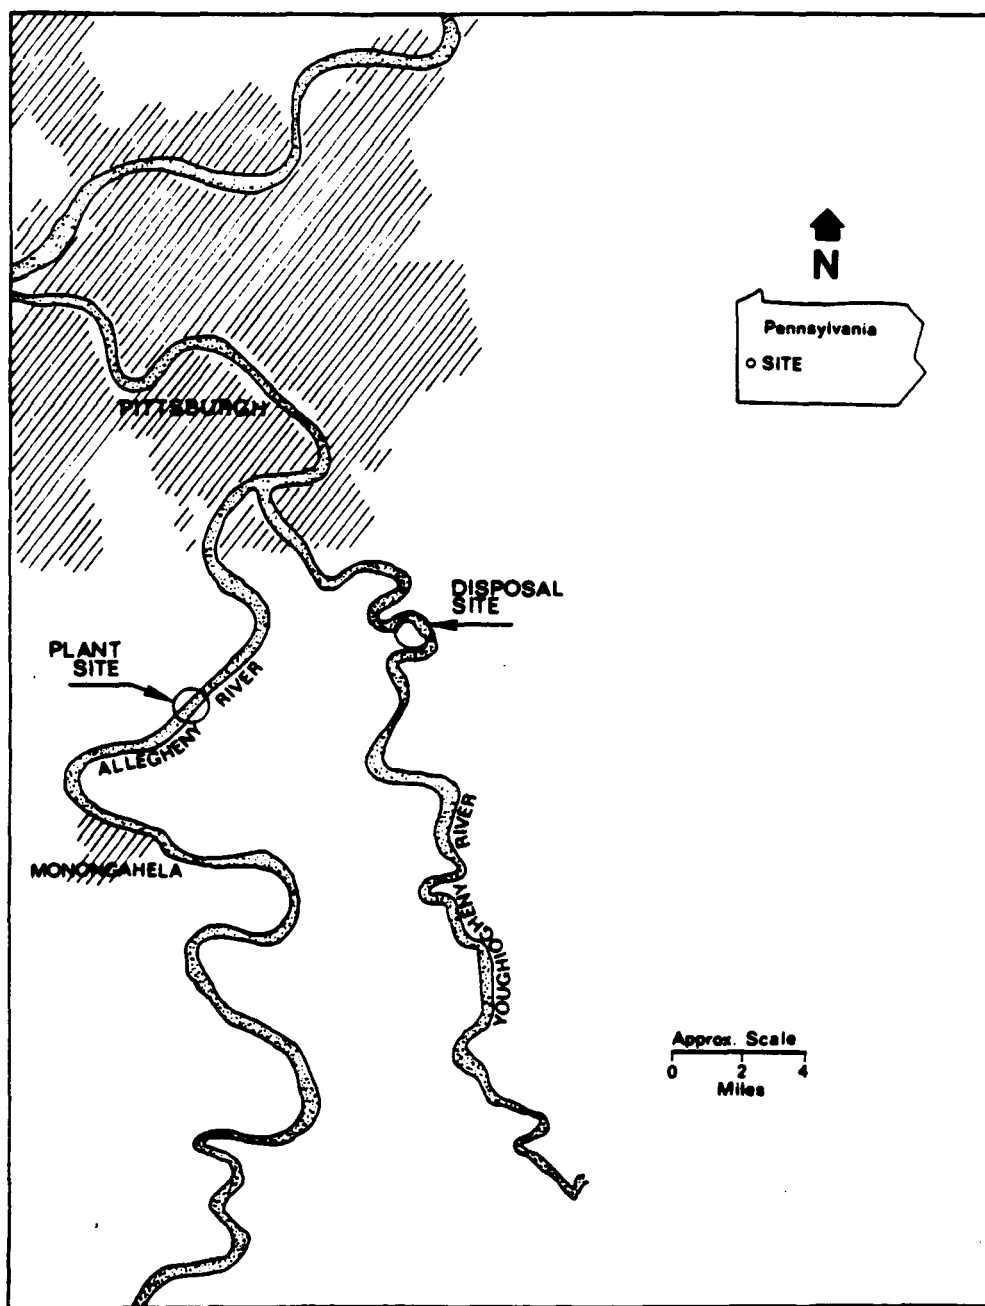 N
Pennsylvania
SITE
PITTSBURGH
DISPOSAL
SITE
PLANT
SITE
ALLEGHENY RIVER
MONONGAHELA
YOUGHIOGHENY RIVER
Approx. Scale
0 2 4
Miles